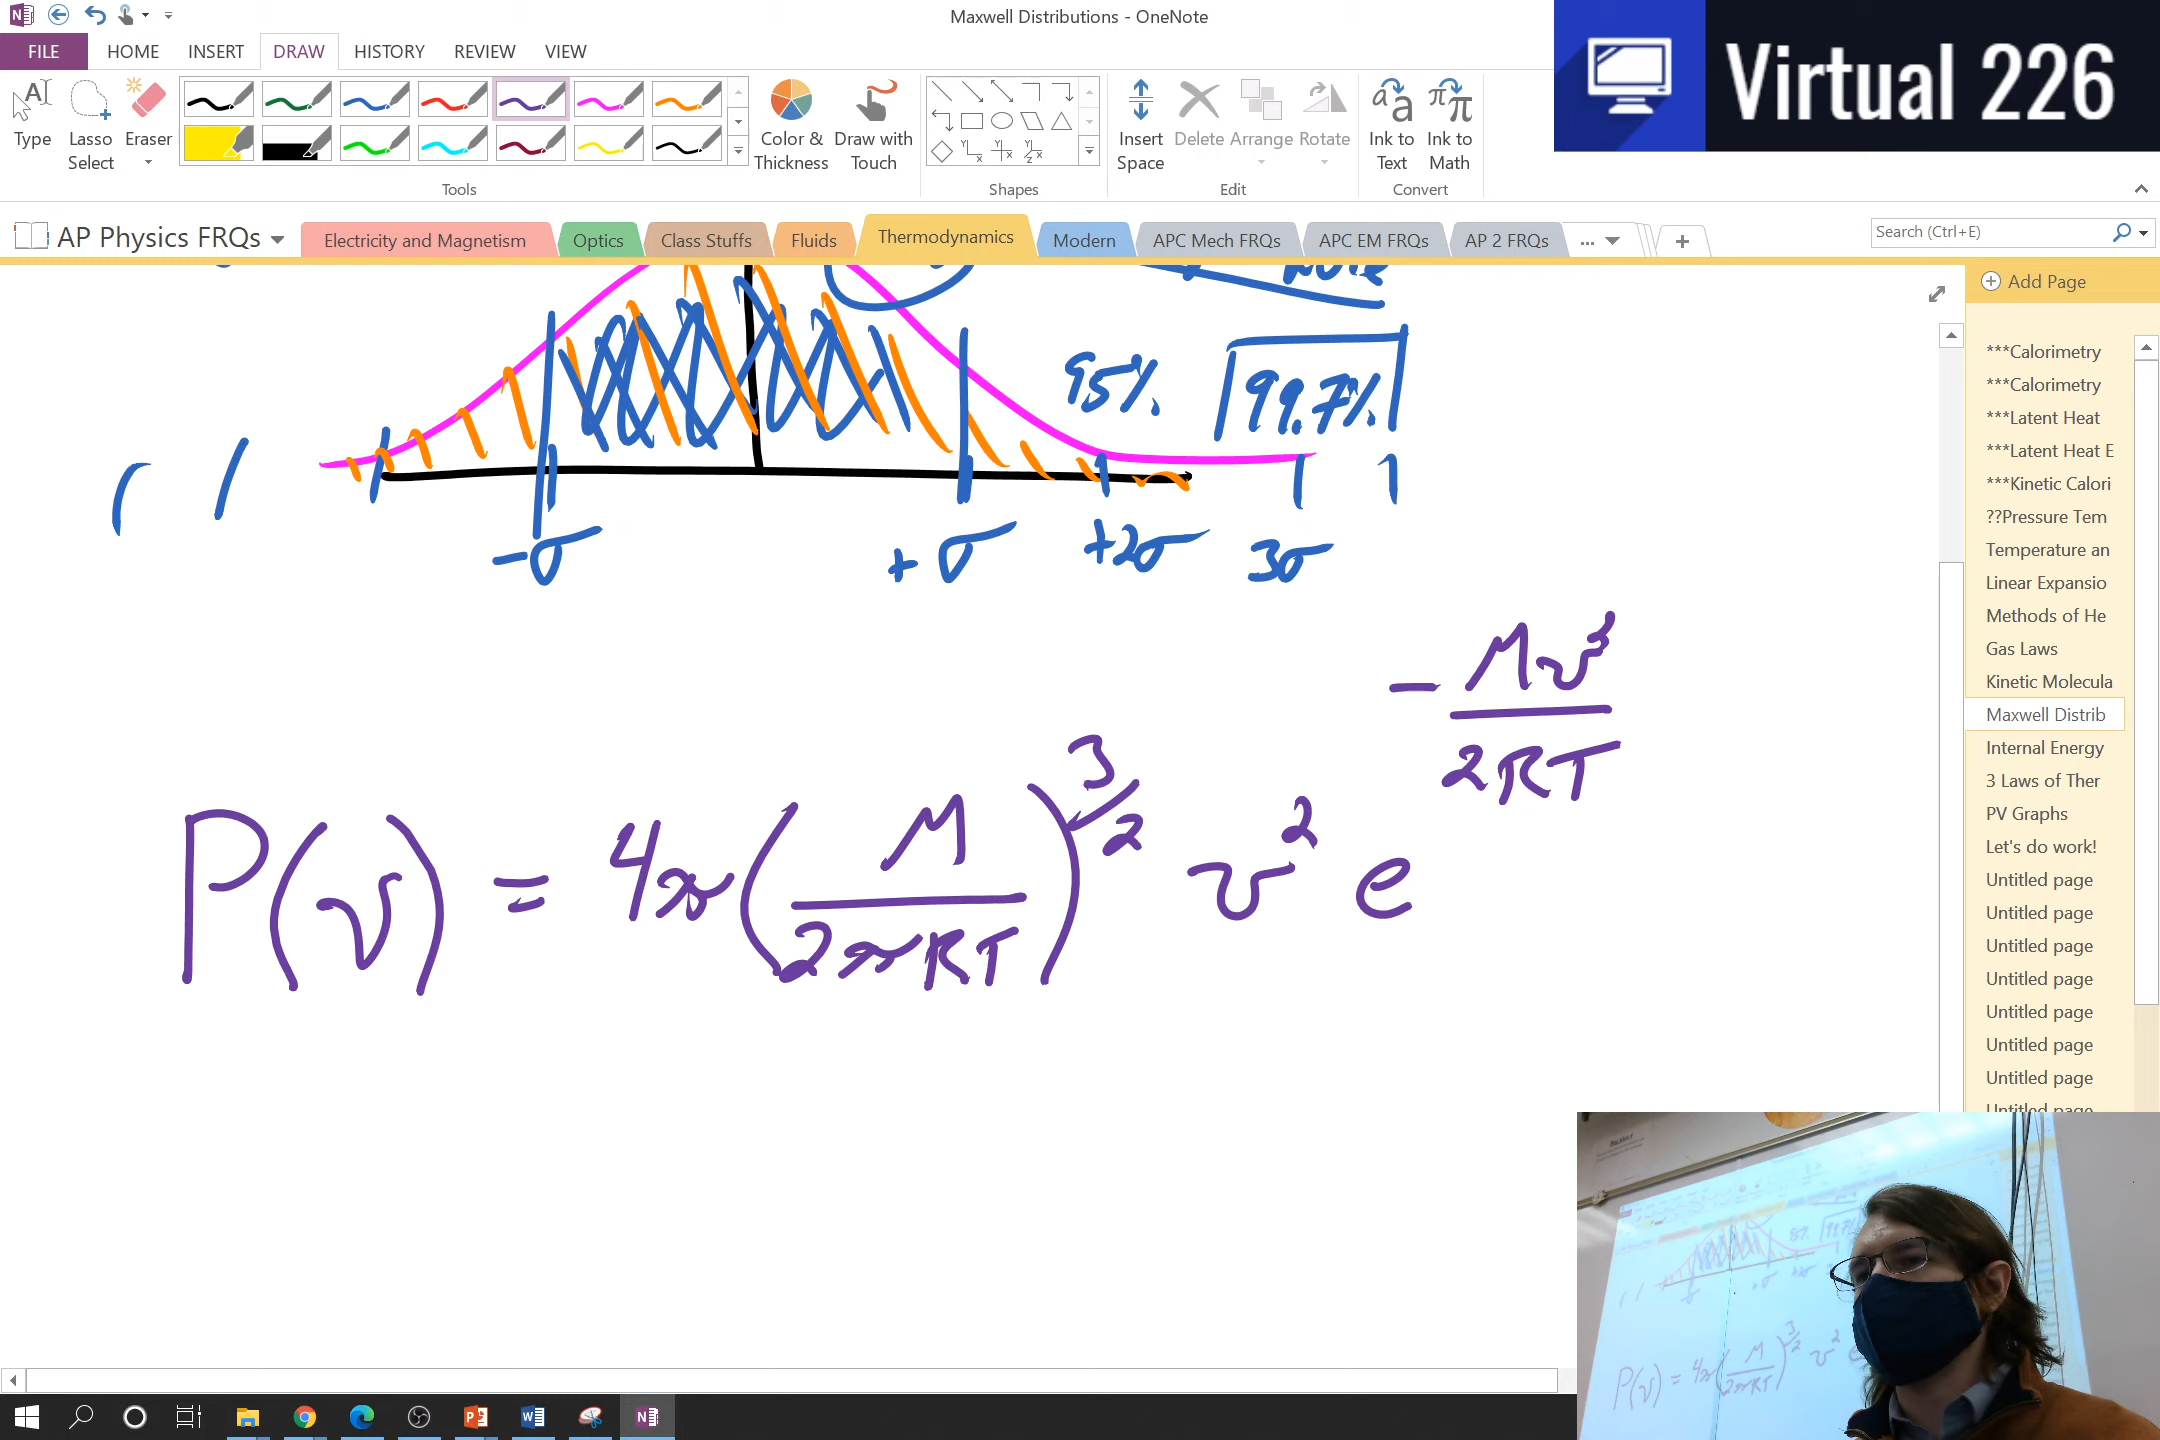 Maxwell Distributions - OneNote
FILE HOME INSERT DRAW HISTORY REVIEW VIEW
Virtual 226
Type
Lasso Select
Eraser
Color & Thickness
Draw with Touch
Insert Space
Delete
Arrange
Rotate
Ink to Text
Ink to Math
Tools
Shapes
Edit
Convert
AP Physics FRQs
Electricity and Magnetism
Optics
Class Stuffs
Fluids
Thermodynamics
Modern
APC Mech FRQs
APC EM FRQs
AP 2 FRQs
...
Search (Ctrl+E)
Add Page
***Calorimetry
***Calorimetry
***Latent Heat
***Latent Heat E
***Kinetic Calori
??Pressure Tem
Temperature an
Linear Expansio
Methods of He
Gas Laws
Kinetic Molecula
Maxwell Distrib
Internal Energy
3 Laws of Ther
PV Graphs
Let's do work!
Untitled page
Untitled page
Untitled page
Untitled page
Untitled page
Untitled page
Untitled page
Untitled page
95% 99.7%
-σ +σ +2σ 3σ
P(v) = 4π(M/2πRT)^3/2 v^2 e^-Mv^2/2RT